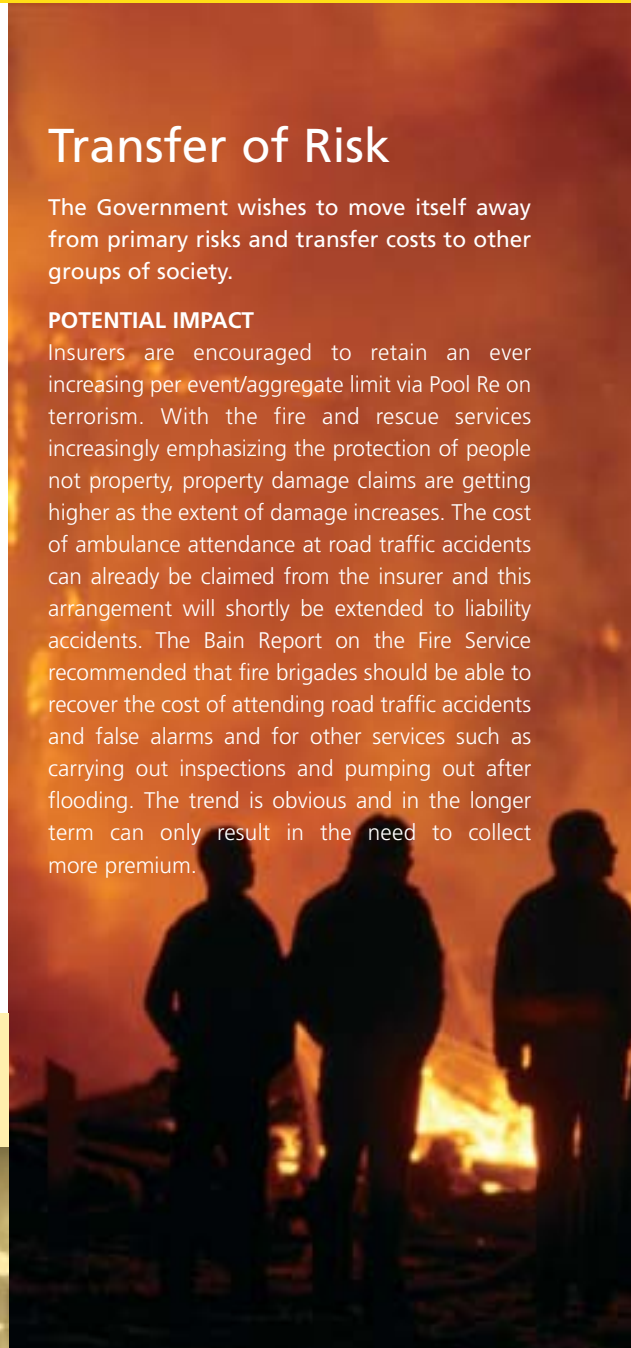 Transfer of Risk
The Government wishes to move itself away
from primary risks and transfer costs to other
groups of society.
POTENTIAL IMPACT
Insurers are encouraged to retain an ever
increasing per event/aggregate limit via Pool Re on
terrorism. With the fire and rescue services
increasingly emphasizing the protection of people
not property, property damage claims are getting
higher as the extent of damage increases. The cost
of ambulance attendance at road traffic accidents
can already be claimed from the insurer and this
arrangement will shortly be extended to liability
accidents. The Bain Report on the Fire Service
recommended that fire brigades should be able to
recover the cost of attending road traffic accidents
and false alarms and for other services such as
carrying out inspections and pumping out after
flooding. The trend is obvious and in the longer
term can only result in the need to collect
more premium.